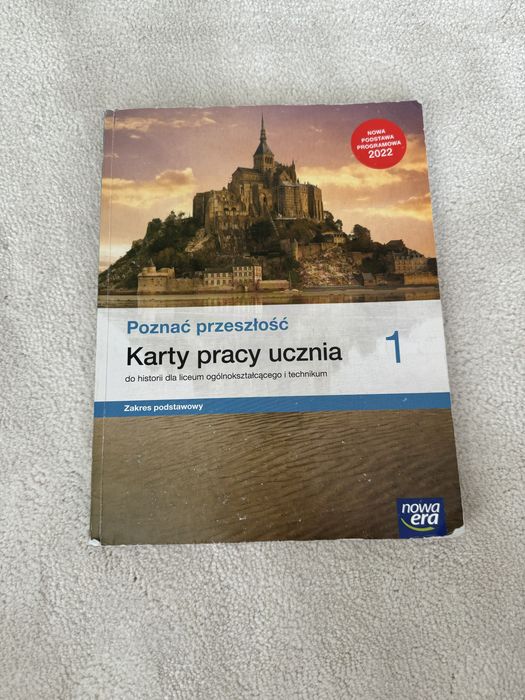 NOWA
PODSTAWA
PROGRAMOWA
2022
Poznać przeszłość
Karty pracy ucznia 1
do historii dla liceum ogólnokształcącego i technikum
Zakres podstawowy
nowa
era